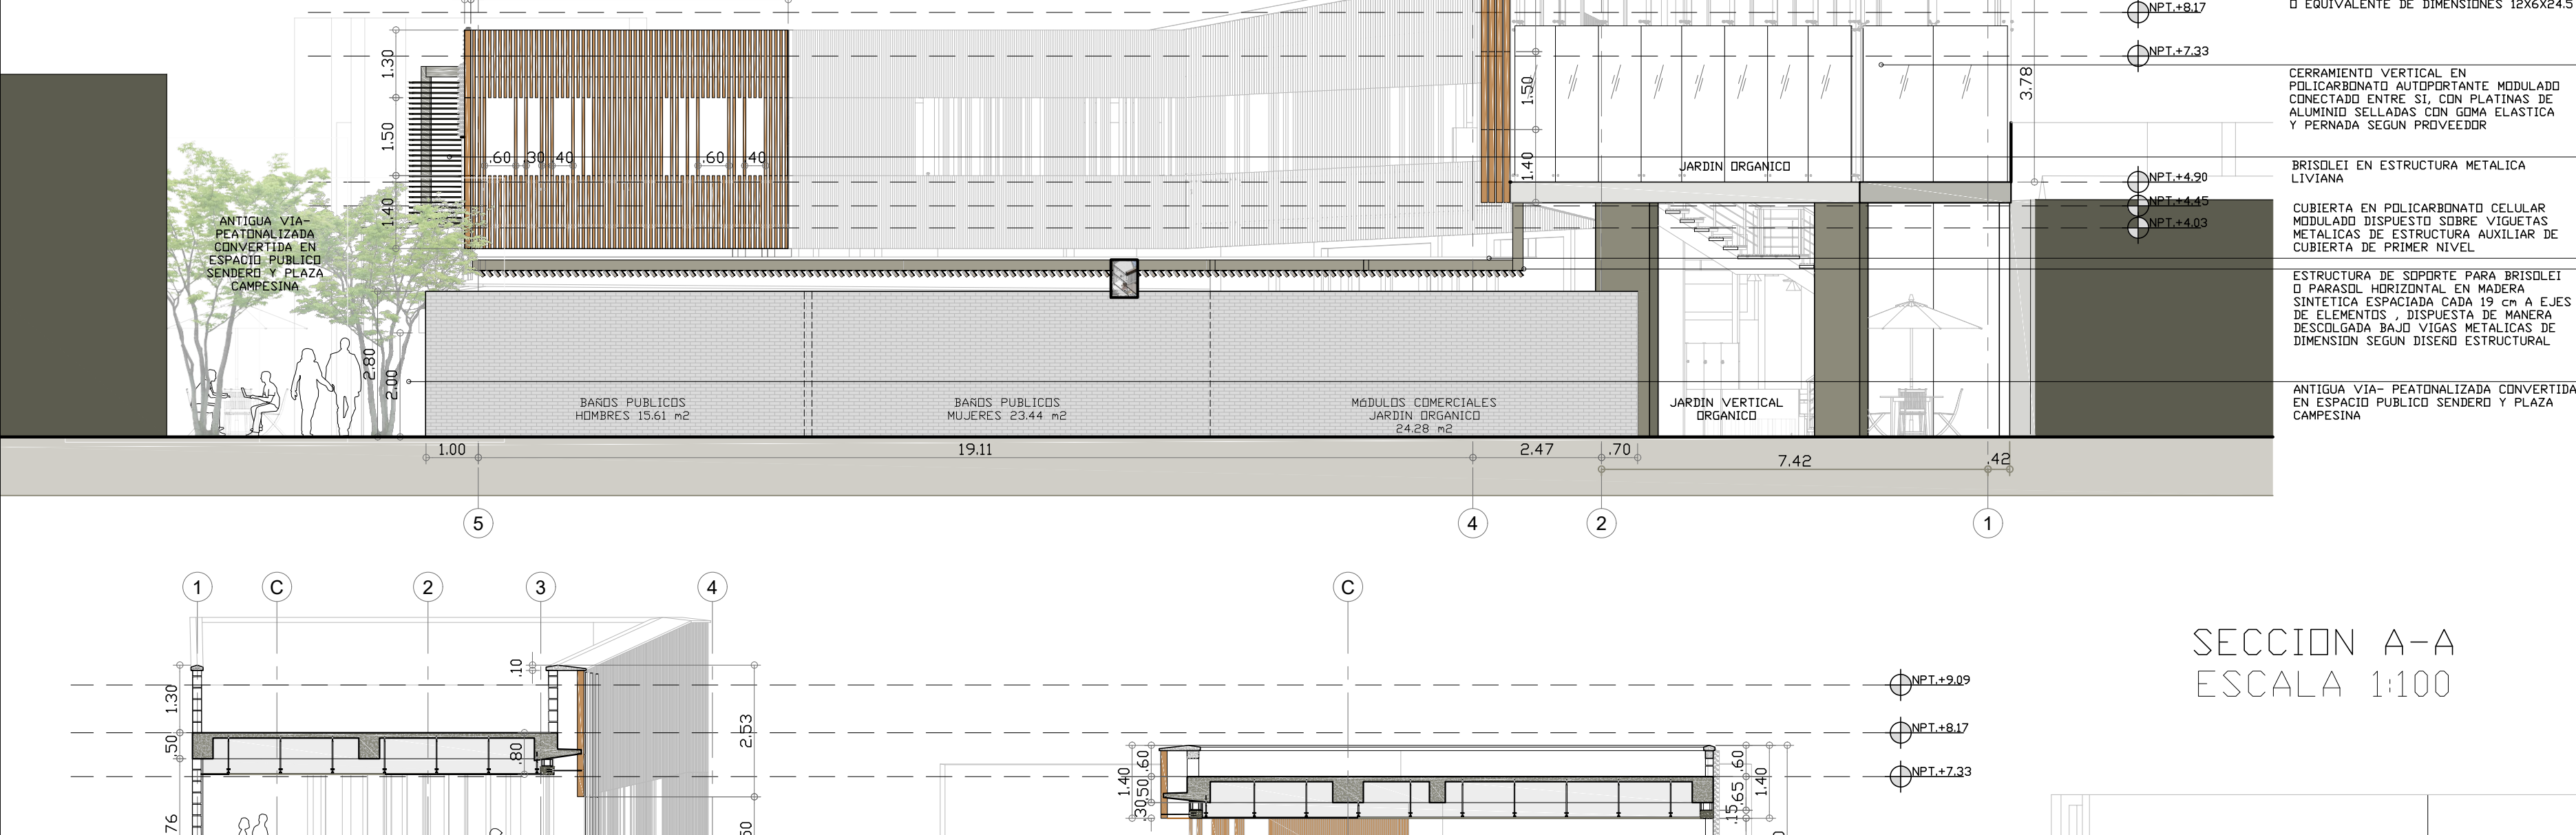 NPT.+8.17
O EQUIVALENTE DE DIMENSIONES 12X6X24.5
NPT.+7.33
CERRAMIENTO VERTICAL EN
POLICARBONATO AUTOPORTANTE MODULADO
CONECTADO ENTRE SI, CON PLATINAS DE
ALUMINIO SELLADAS CON GOMA ELASTICA
Y PERNADA SEGUN PROVEEDOR
1.30
1.50
1.40
.60
.30
.40
.60
.40
1.50
1.40
3.78
JARDIN ORGANICO
BRISOLEI EN ESTRUCTURA METALICA
LIVIANA
NPT.+4.90
NPT.+4.45
NPT.+4.03
CUBIERTA EN POLICARBONATO CELULAR
MODULADO DISPUESTO SOBRE VIGUETAS
METALICAS DE ESTRUCTURA AUXILIAR DE
CUBIERTA DE PRIMER NIVEL
ANTIGUA VIA-
PEATONALIZADA
CONVERTIDA EN
ESPACIO PUBLICO
SENDERO Y PLAZA
CAMPESINA
ESTRUCTURA DE SOPORTE PARA BRISOLEI
O PARASOL HORIZONTAL EN MADERA
SINTETICA ESPACIADA CADA 19 cm A EJES
DE ELEMENTOS , DISPUESTA DE MANERA
DESCOLGADA BAJO VIGAS METALICAS DE
DIMENSION SEGUN DISEÑO ESTRUCTURAL
2.80
2.00
BAÑOS PUBLICOS
HOMBRES 15.61 m2
BAÑOS PUBLICOS
MUJERES 23.44 m2
MóDULOS COMERCIALES
JARDIN ORGANICO
24.28 m2
JARDIN VERTICAL
ORGANICO
ANTIGUA VIA- PEATONALIZADA CONVERTIDA
EN ESPACIO PUBLICO SENDERO Y PLAZA
CAMPESINA
1.00
19.11
2.47
.70
7.42
.42
5
4
2
1
1
C
2
3
4
C
SECCION A-A
ESCALA 1:100
.10
1.30
.50
.80
2.53
NPT.+9.09
NPT.+8.17
NPT.+7.33
1.40
.60
.50
.30
.60
.65
.15
1.40